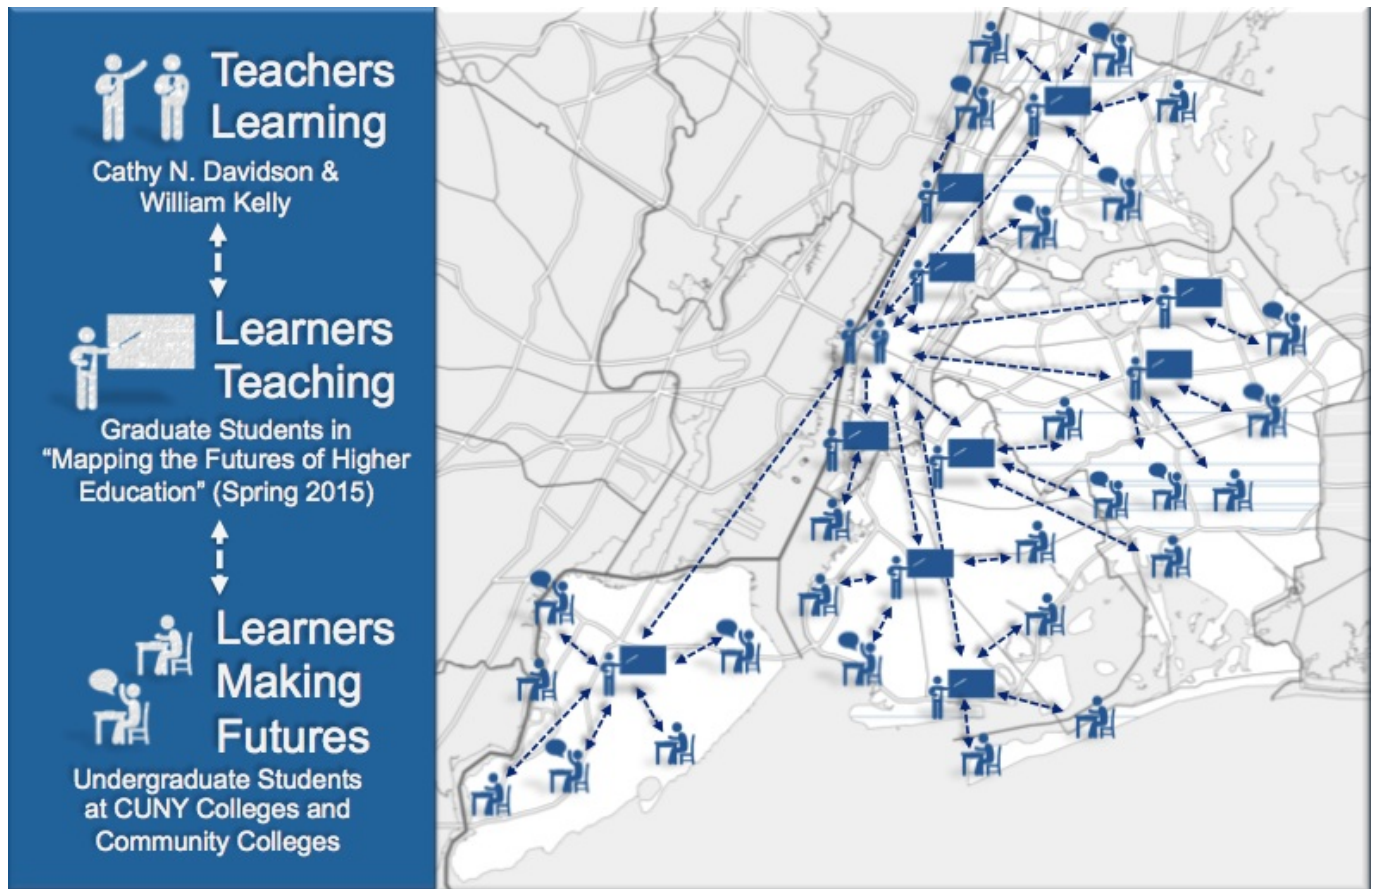 Teachers
Learning
Cathy N. Davidson &
William Kelly
Learners
Teaching
Graduate Students in
“Mapping the Futures of Higher
Education” (Spring 2015)
Learners
Making
Futures
Undergraduate Students
at CUNY Colleges and
Community Colleges